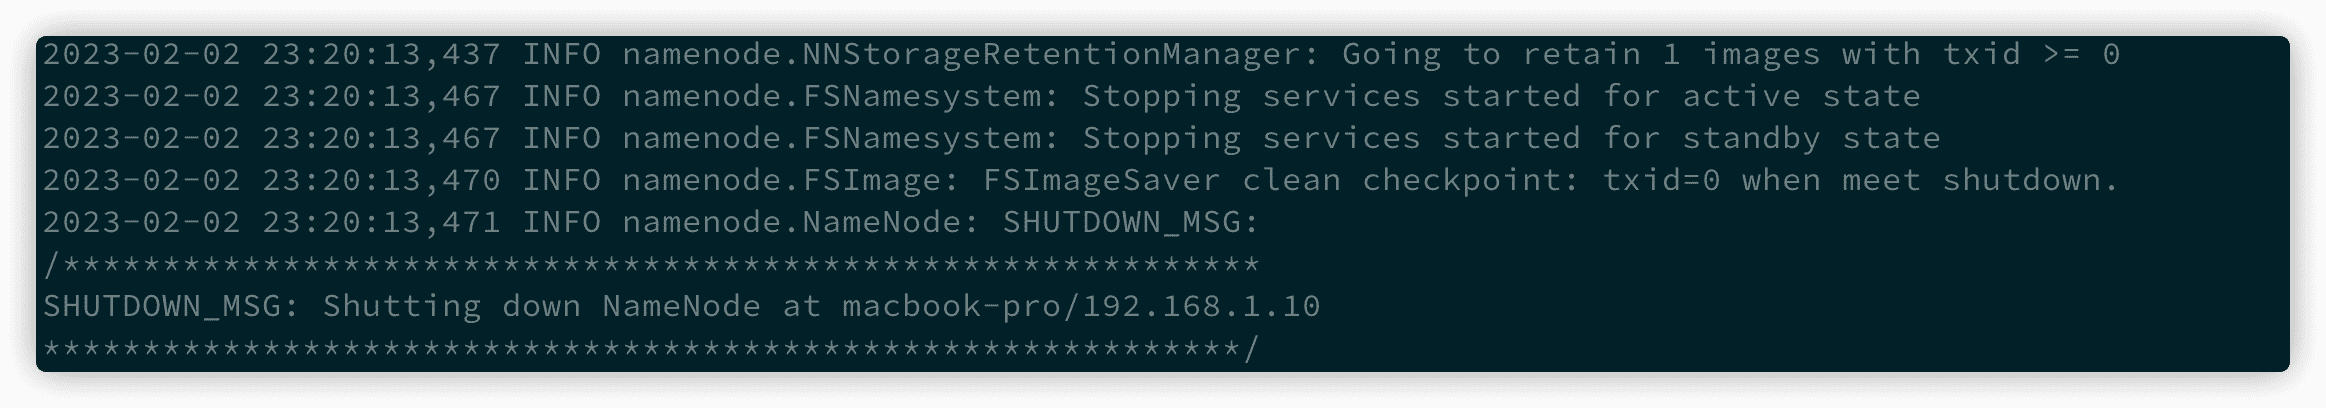 2023-02-02 23:20:13,437 INFO namenode.NNStorageRetentionManager: Going to retain 1 images with txid >= 0
2023-02-02 23:20:13,467 INFO namenode.FSNamesystem: Stopping services started for active state
2023-02-02 23:20:13,467 INFO namenode.FSNamesystem: Stopping services started for standby state
2023-02-02 23:20:13,470 INFO namenode.FSImage: FSImageSaver clean checkpoint: txid=0 when meet shutdown.
2023-02-02 23:20:13,471 INFO namenode.NameNode: SHUTDOWN_MSG:
/************************************************************
SHUTDOWN_MSG: Shutting down NameNode at macbook-pro/192.168.1.10
************************************************************/